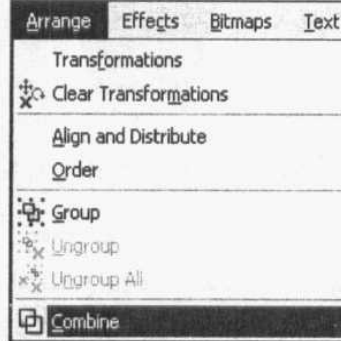 Arrange Effects Bitmaps Text
Transformations
Clear Transformations
Align and Distribute
Order
Group
Ungroup
Ungroup All
Combine